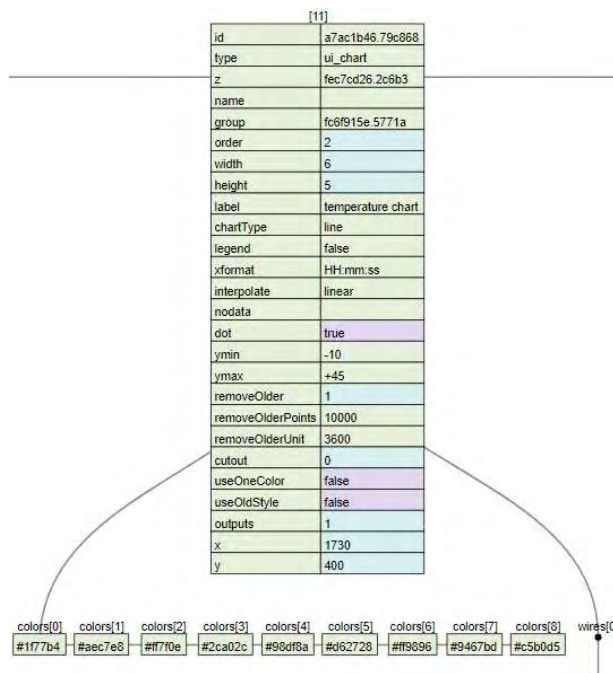 [11]
id a7ac1b46.79c868
type ui_chart
z fec7cd26.2c6b3
name
group fc6f915e.5771a
order 2
width 6
height 5
label temperature chart
chartType line
legend false
xformat HH:mm:ss
interpolate linear
nodata
dot true
ymin -10
ymax +45
removeOlder 1
removeOlderPoints 10000
removeOlderUnit 3600
cutout 0
useOneColor false
useOldStyle false
outputs 1
x 1730
y 400
colors[0] colors[1] colors[2] colors[3] colors[4] colors[5] colors[6] colors[7] colors[8] wires[0
#1f77b4 #aec7e8 #ff7f0e #2ca02c #98df8a #d62728 #ff9896 #9467bd #c5b0d5